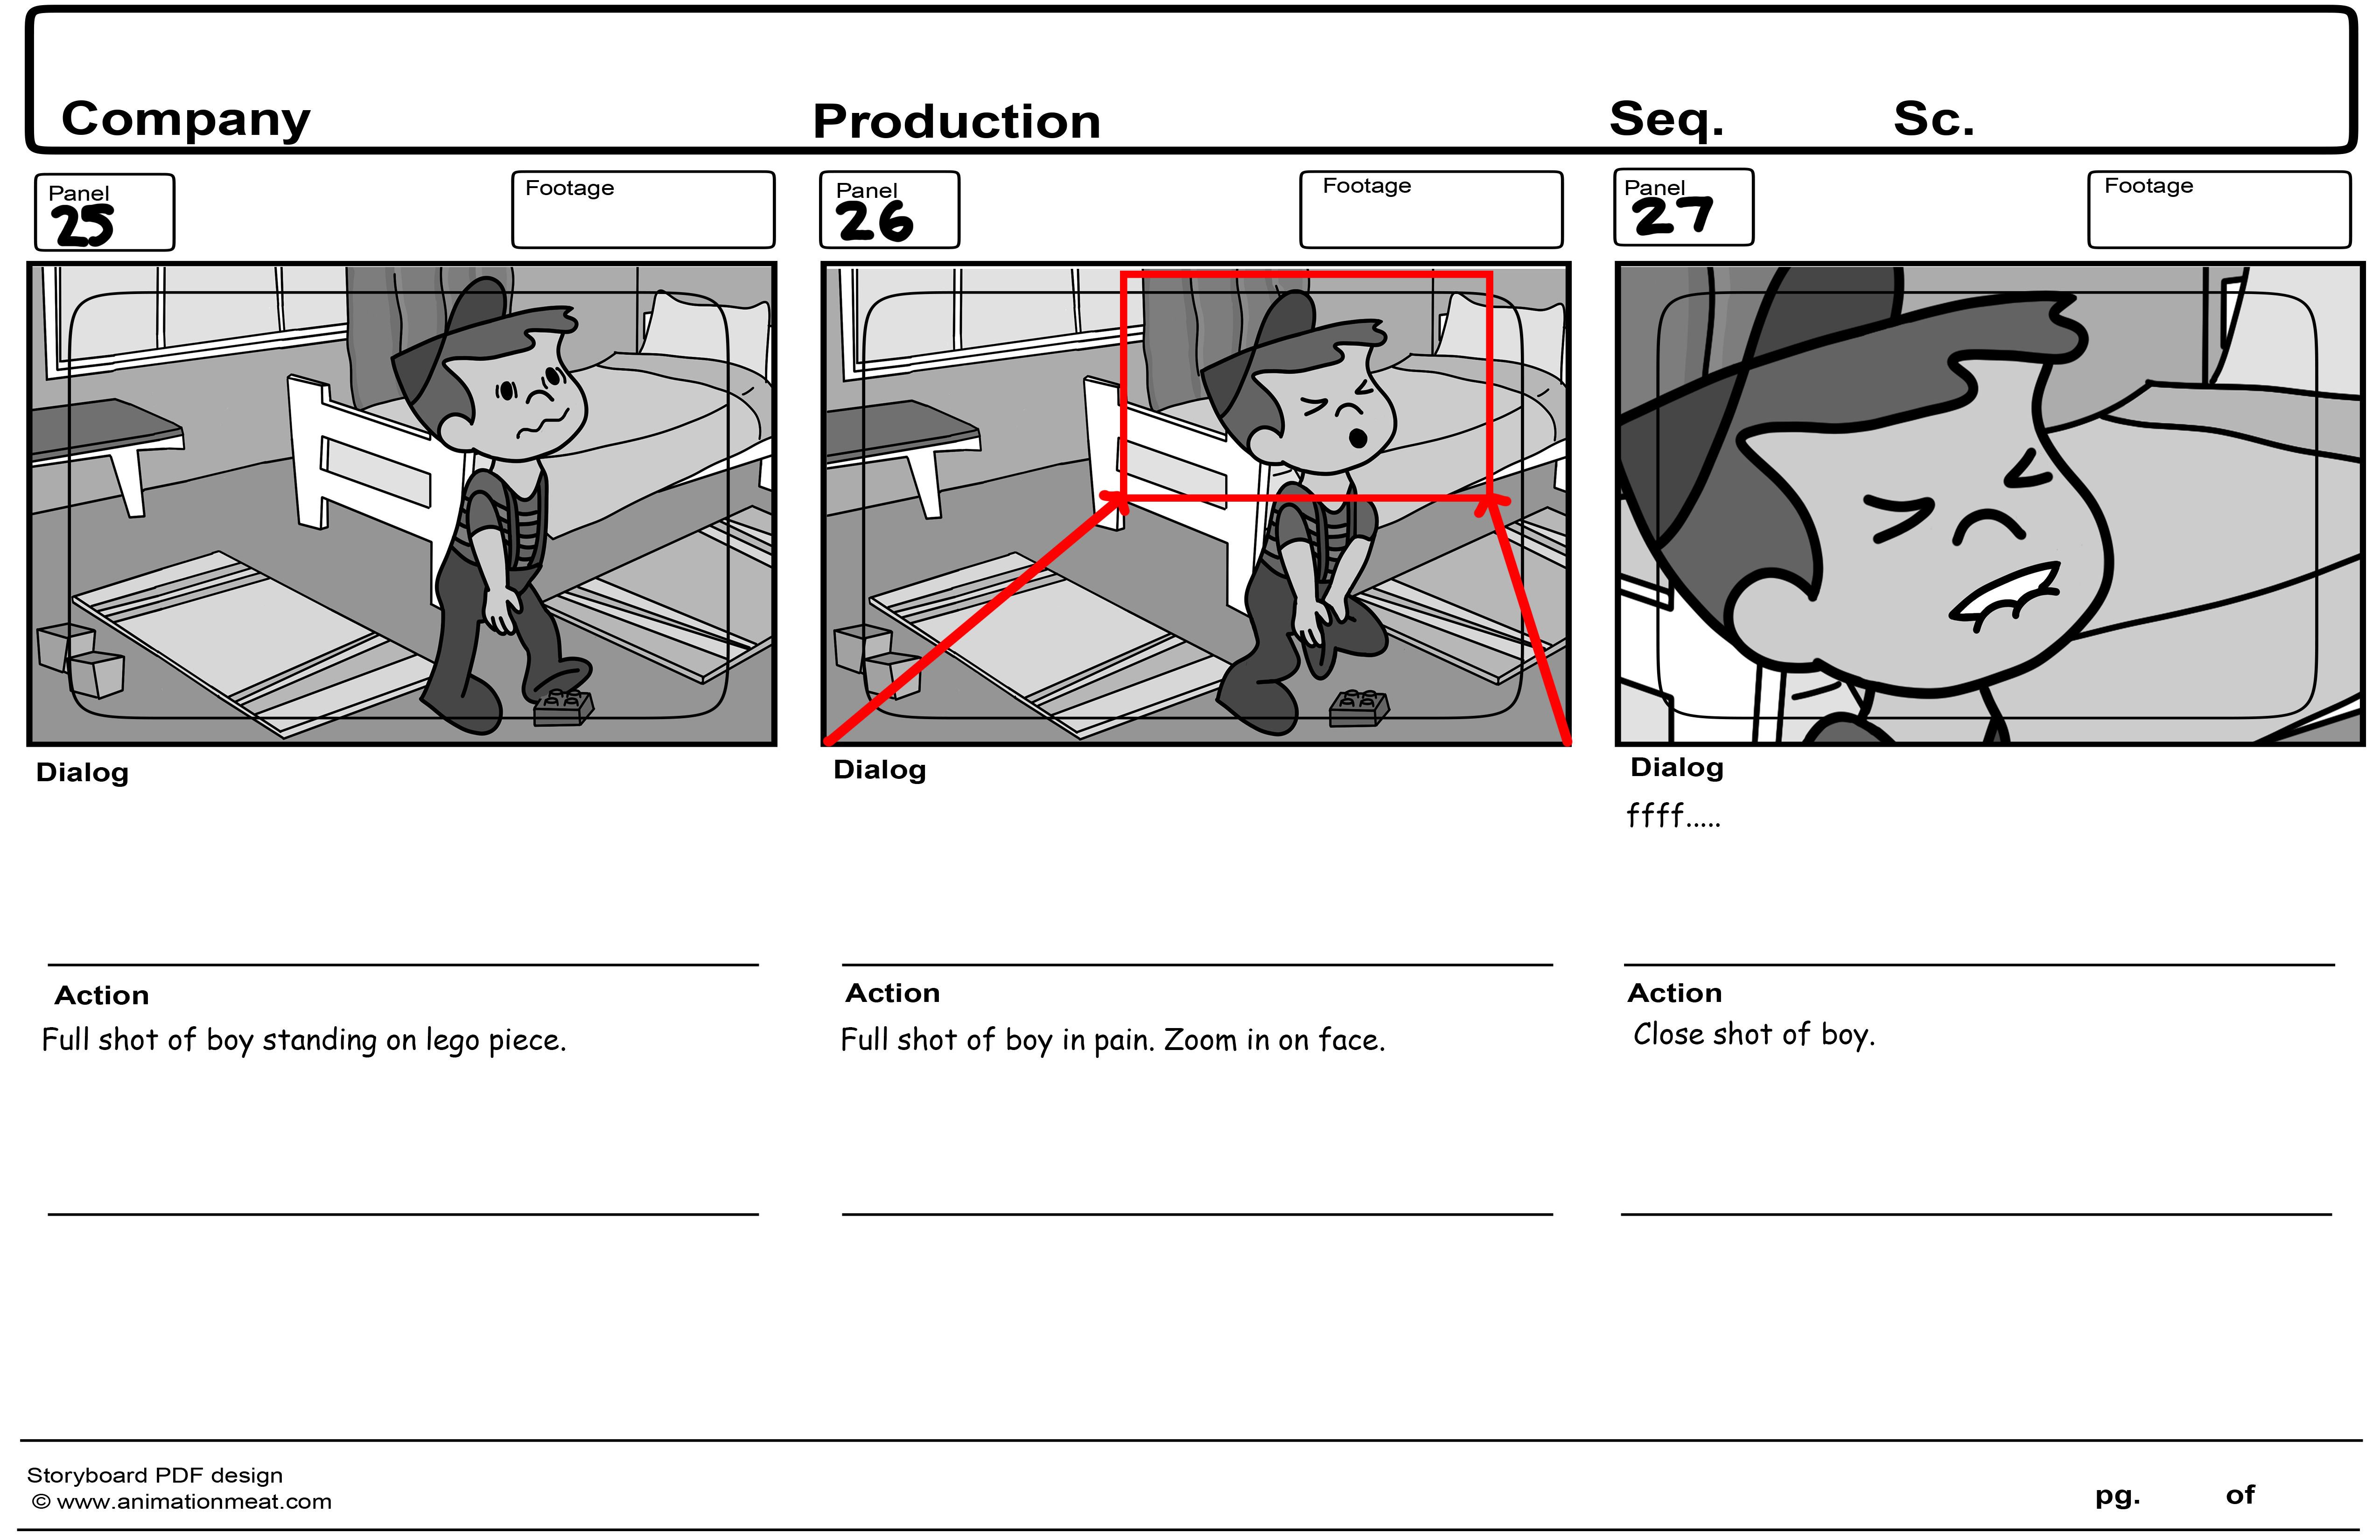 Company Production Seq. Sc.
Panel Footage Panel Footage Panel Footage
25 26 27
Dialog Dialog Dialog
ffff.....
Action Action Action
Full shot of boy standing on lego piece. Full shot of boy in pain. Zoom in on face. Close shot of boy.
Storyboard PDF design
© www.animationmeat.com
pg. of